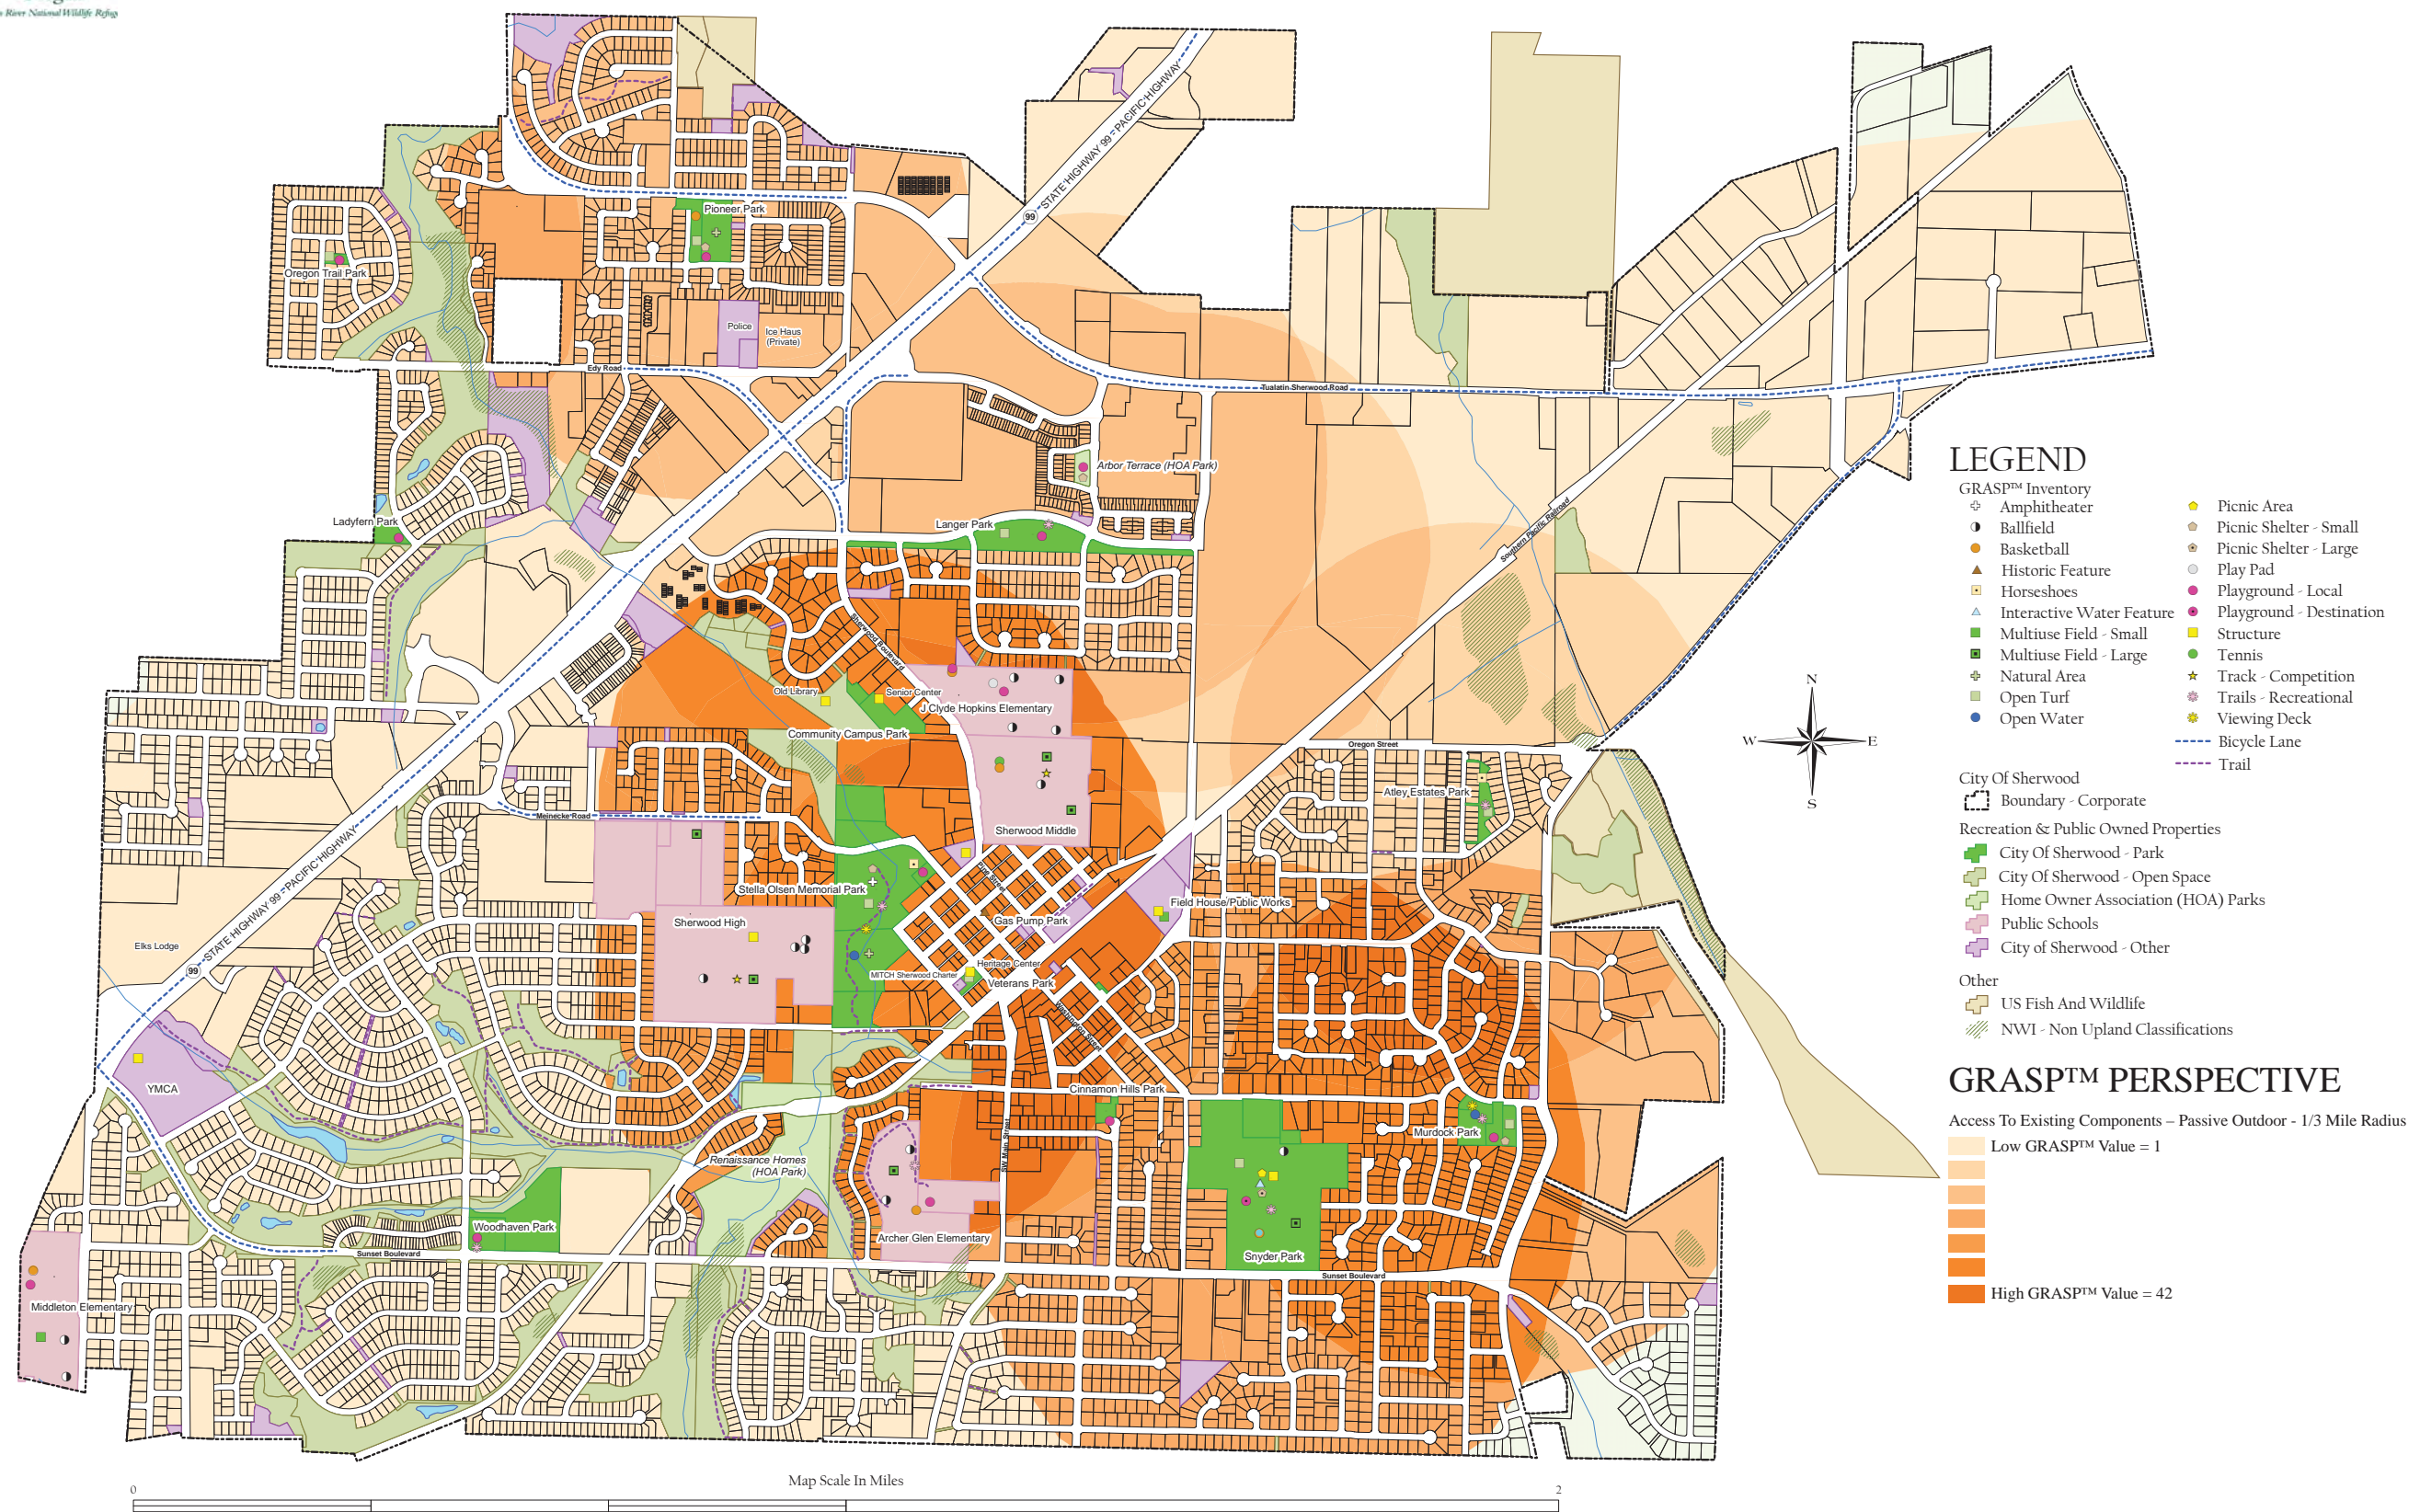 River National Wildlife Refuge
STATE HIGHWAY 99 - PACIFIC HIGHWAY
99
Pioneer Park
Oregon Trail Park
Police
Ice Haus
(Private)
Edy Road
Tualatin Sherwood Road
Arbor Terrace (HOA Park)
Ladyfern Park
Langer Park
Southern Pacific Railroad
Sherwood Boulevard
Old Library
Senior Center
J Clyde Hopkins Elementary
Community Campus Park
Oregon Street
Atley Estates Park
Meinecke Road
Sherwood Middle
Pine Street
Stella Olsen Memorial Park
Field House/Public Works
Sherwood High
Gas Pump Park
Elks Lodge
STATE HIGHWAY 99 - PACIFIC HIGHWAY
99
Heritage Center
MITCH Sherwood Charter
Veterans Park
Washington Street
YMCA
Cinnamon Hills Park
SW Main Street
Murdock Park
Renaissance Homes
(HOA Park)
Woodhaven Park
Archer Glen Elementary
Snyder Park
Sunset Boulevard
Sunset Boulevard
Middleton Elementary
Map Scale In Miles
0
2
N
W
E
S
LEGEND
GRASP™ Inventory
Amphitheater
Ballfield
Basketball
Historic Feature
Horseshoes
Interactive Water Feature
Multiuse Field - Small
Multiuse Field - Large
Natural Area
Open Turf
Open Water
Picnic Area
Picnic Shelter - Small
Picnic Shelter - Large
Play Pad
Playground - Local
Playground - Destination
Structure
Tennis
Track - Competition
Trails - Recreational
Viewing Deck
Bicycle Lane
Trail
City Of Sherwood
Boundary - Corporate
Recreation & Public Owned Properties
City Of Sherwood - Park
City Of Sherwood - Open Space
Home Owner Association (HOA) Parks
Public Schools
City of Sherwood - Other
Other
US Fish And Wildlife
NWI - Non Upland Classifications
GRASP™ PERSPECTIVE
Access To Existing Components – Passive Outdoor - 1/3 Mile Radius
Low GRASP™ Value = 1
High GRASP™ Value = 42